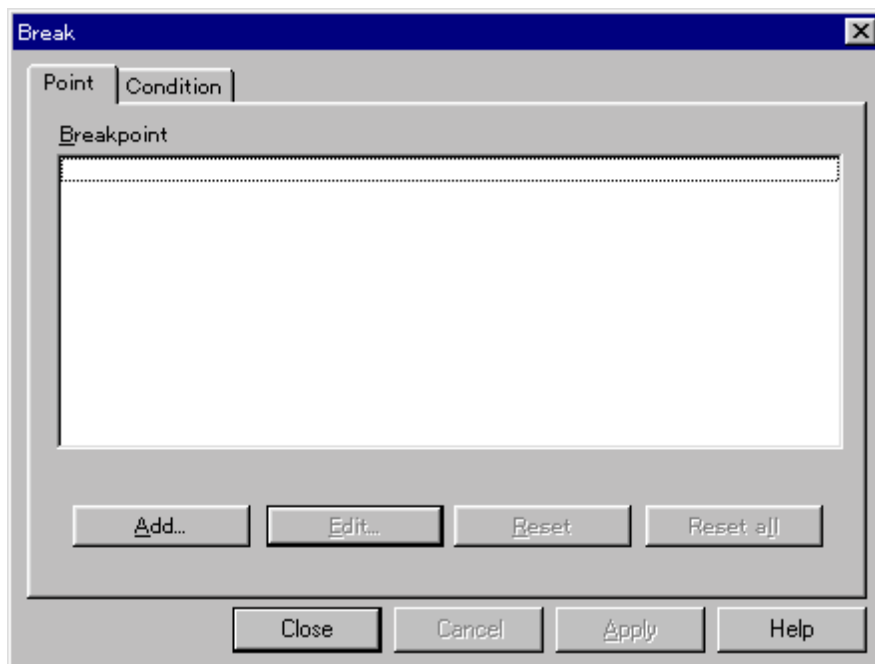 Break
Point Condition
Breakpoint
Add... Edit... Reset Reset all
Close Cancel Apply Help